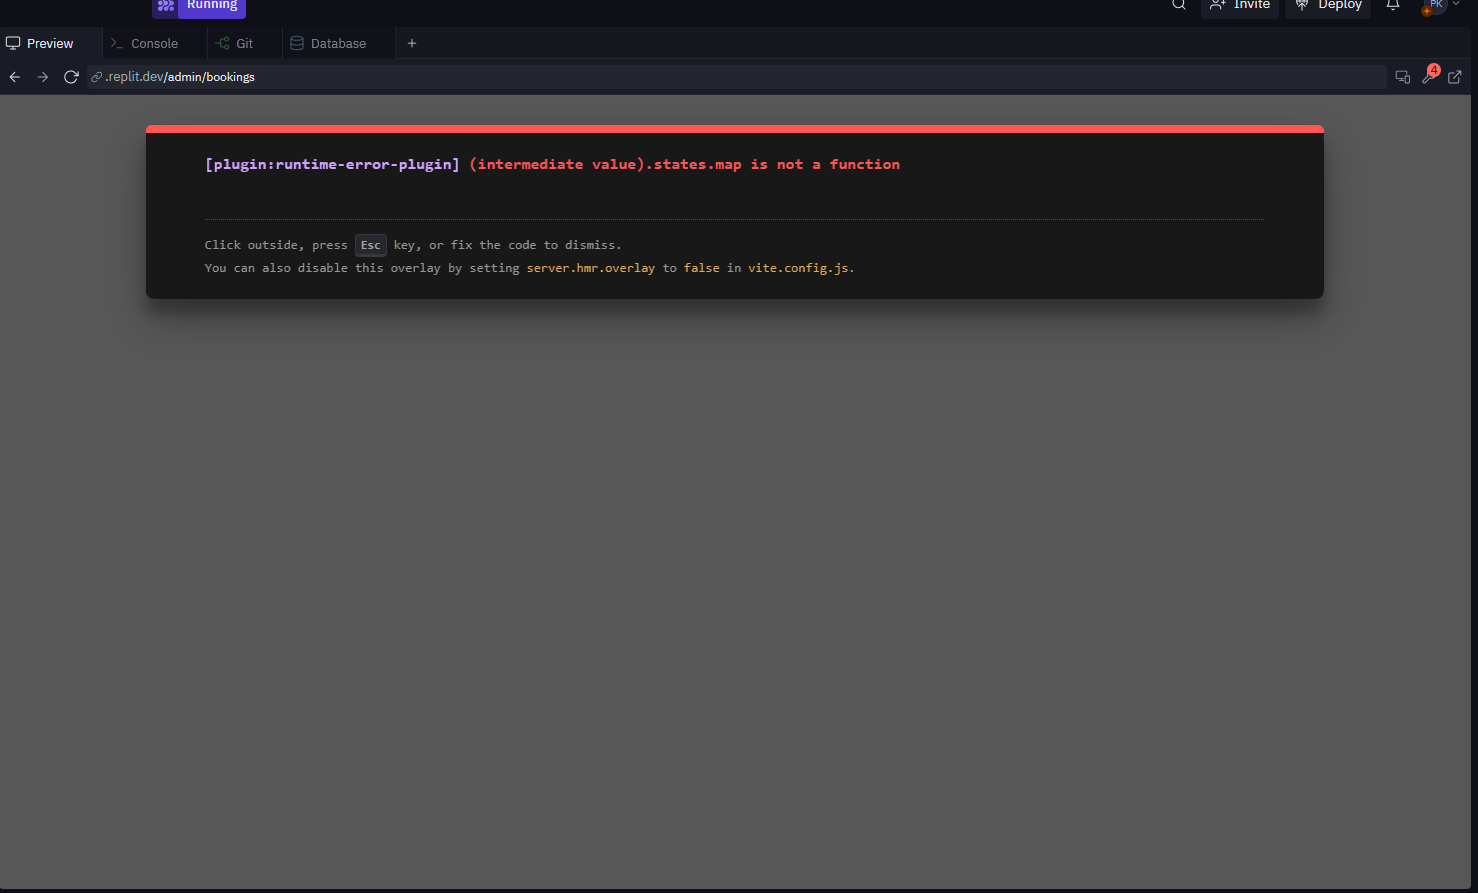 Running
Invite
Deploy
PK
Preview
Console
Git
Database
.replit.dev/admin/bookings
4
[plugin:runtime-error-plugin] (intermediate value).states.map is not a function
Click outside, press Esc key, or fix the code to dismiss.
You can also disable this overlay by setting server.hmr.overlay to false in vite.config.js.